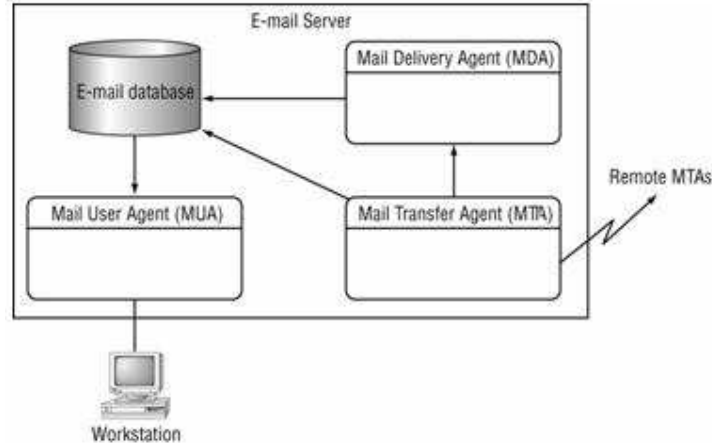 E-mail Server
Mail Delivery Agent (MDA)
E-mail database
Remote MTAs
Mail User Agent (MUA)
Mail Transfer Agent (MTA)
Workstation